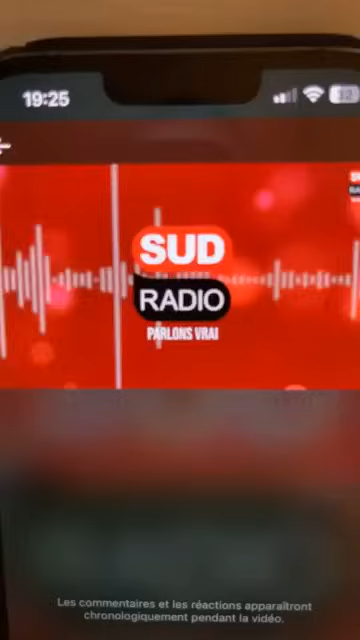 19:25
SUD
RADIO
PARLONS VRAI
Les commentaires et les réactions apparaîtront
chronologiquement pendant la vidéo.